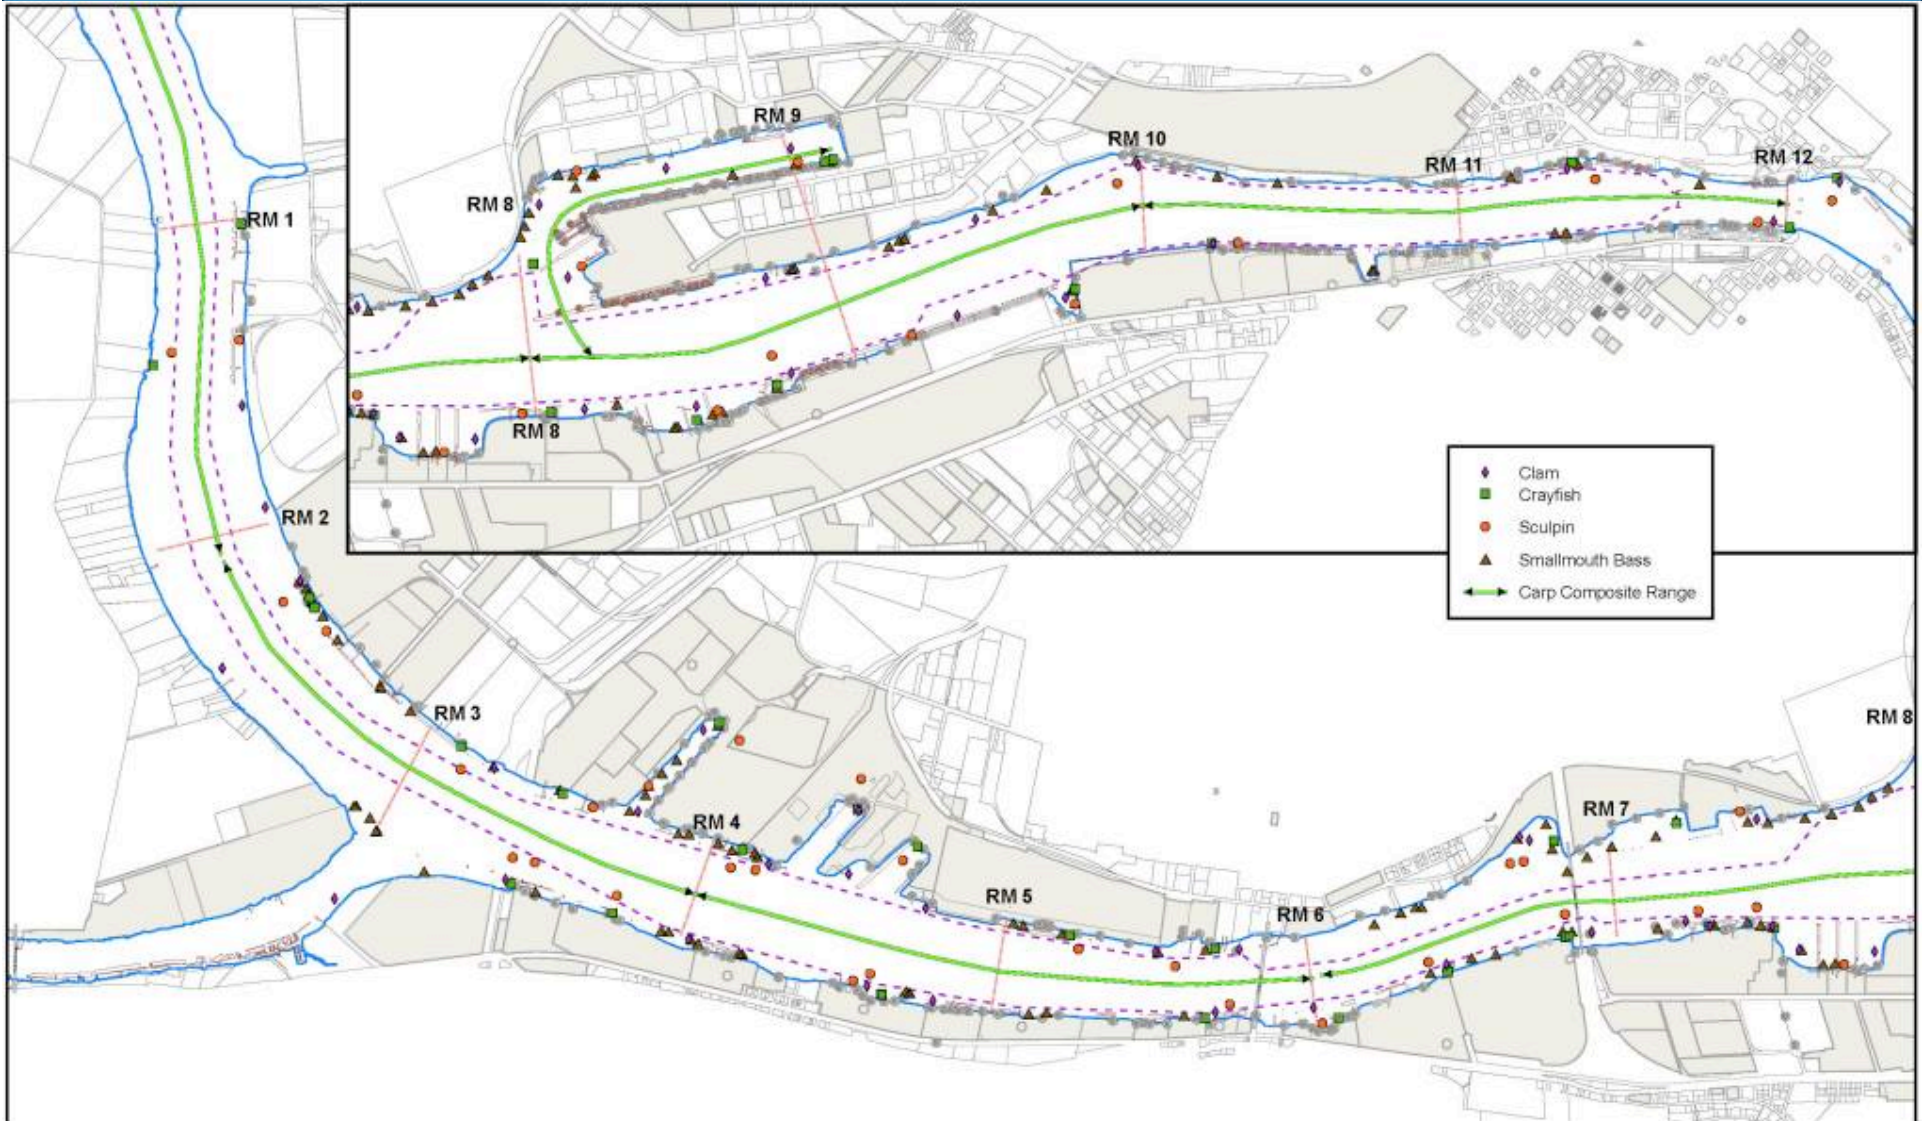 RM 9
RM 10
RM 11
RM 12
RM 8
RM 1
RM 8
Clam
Crayfish
Sculpin
Smallmouth Bass
Carp Composite Range
RM 2
RM 3
RM 8
RM 4
RM 7
RM 5
RM 6